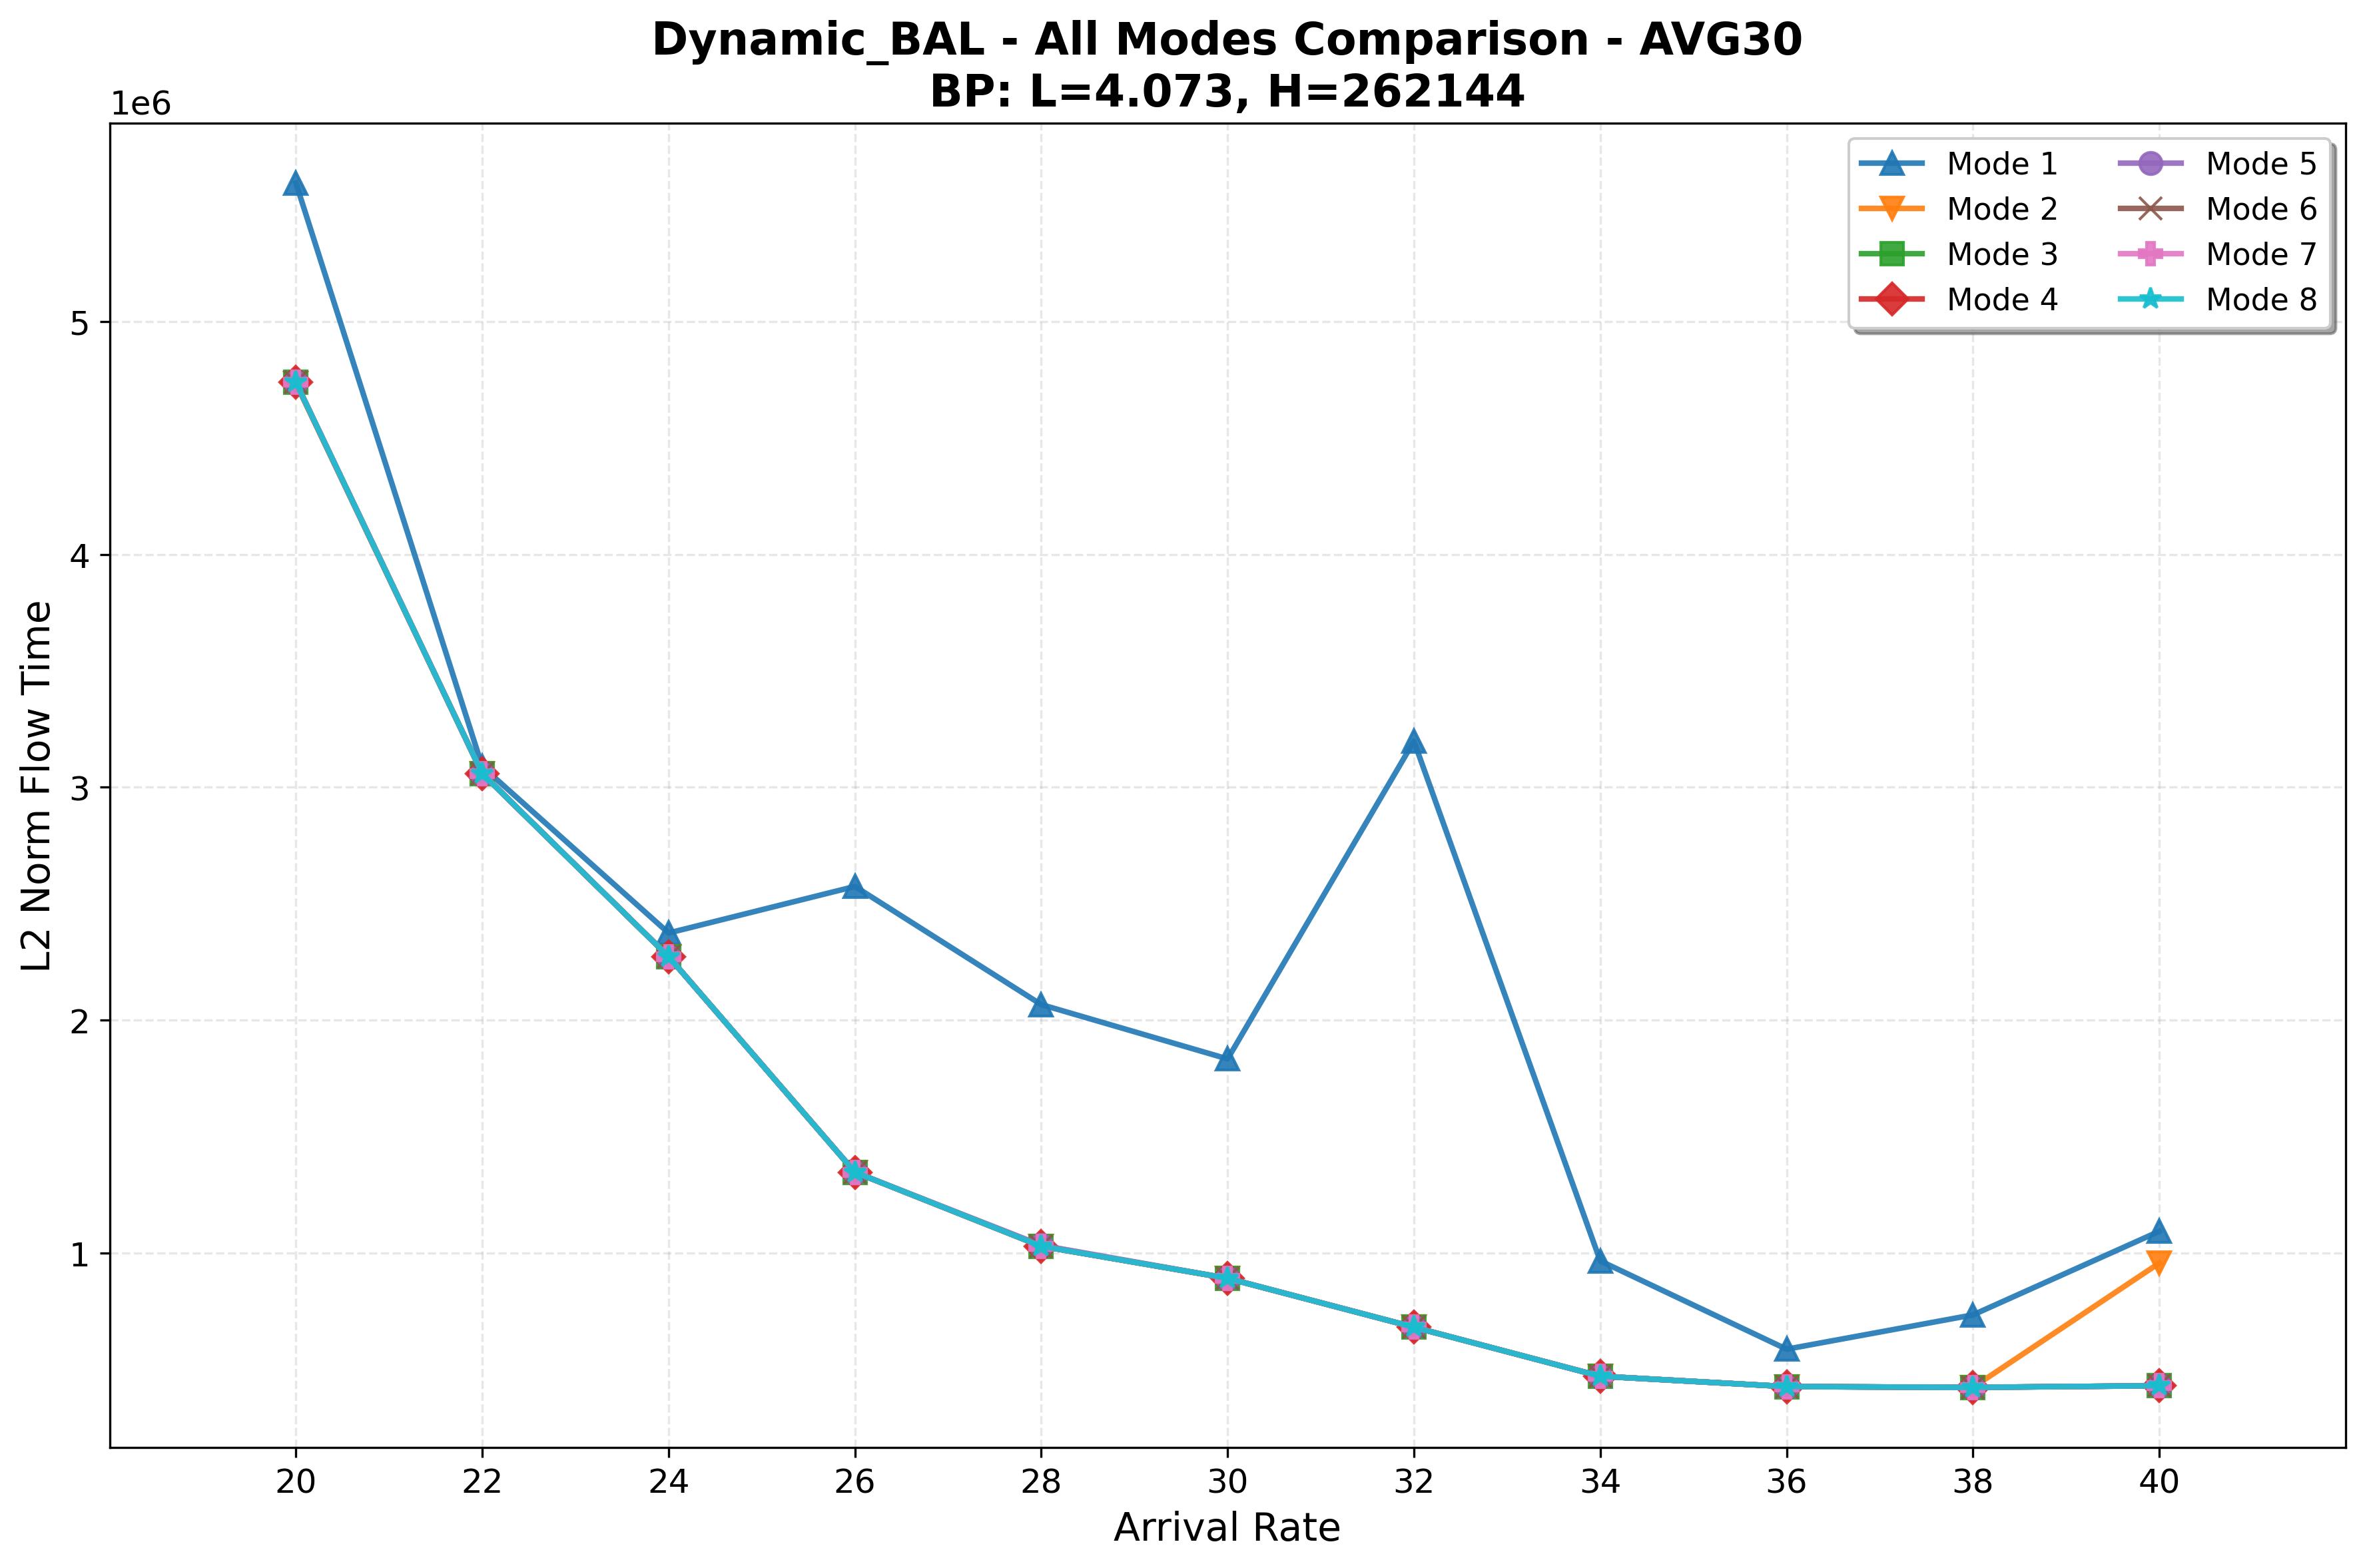 Dynamic_BAL - All Modes Comparison - AVG30
BP: L=4.073, H=262144
1e6
Mode 1
Mode 2
Mode 3
Mode 4
Mode 5
Mode 6
Mode 7
Mode 8
5
4
3
2
1
L2 Norm Flow Time
20 22 24 26 28 30 32 34 36 38 40
Arrival Rate